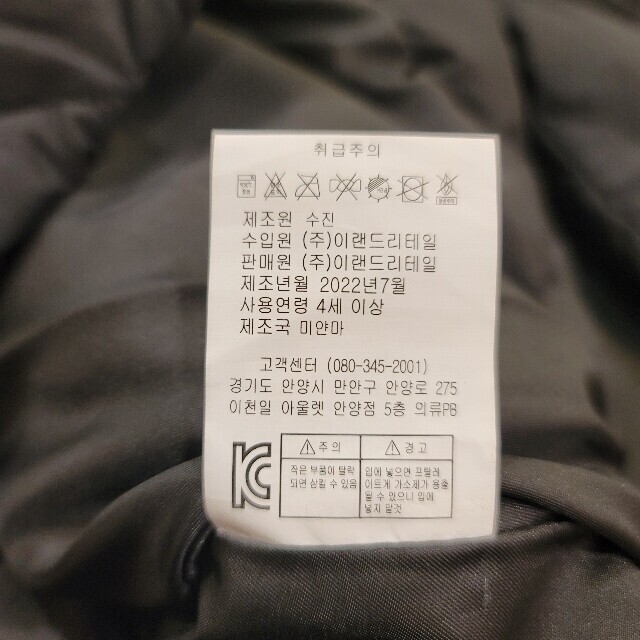 취급주의
제조원 수진
수입원 (주)이랜드리테일
판매원 (주)이랜드리테일
제조년월 2022년7월
사용연령 4세 이상
제조국 미얀마
고객센터 (080-345-2001)
경기도 안양시 만안구 안양로 275
이천일 아울렛 안양점 5층 의류PB
주의
작은 부품이 탈락
되면 삼킬 수 있음
경고
입에 넣으면 프탈레
이트계 가소제가 용출
될 수 있으니 입에
넣지 말것